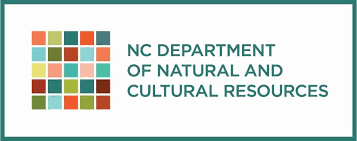 NC DEPARTMENT
OF NATURAL AND
CULTURAL RESOURCES